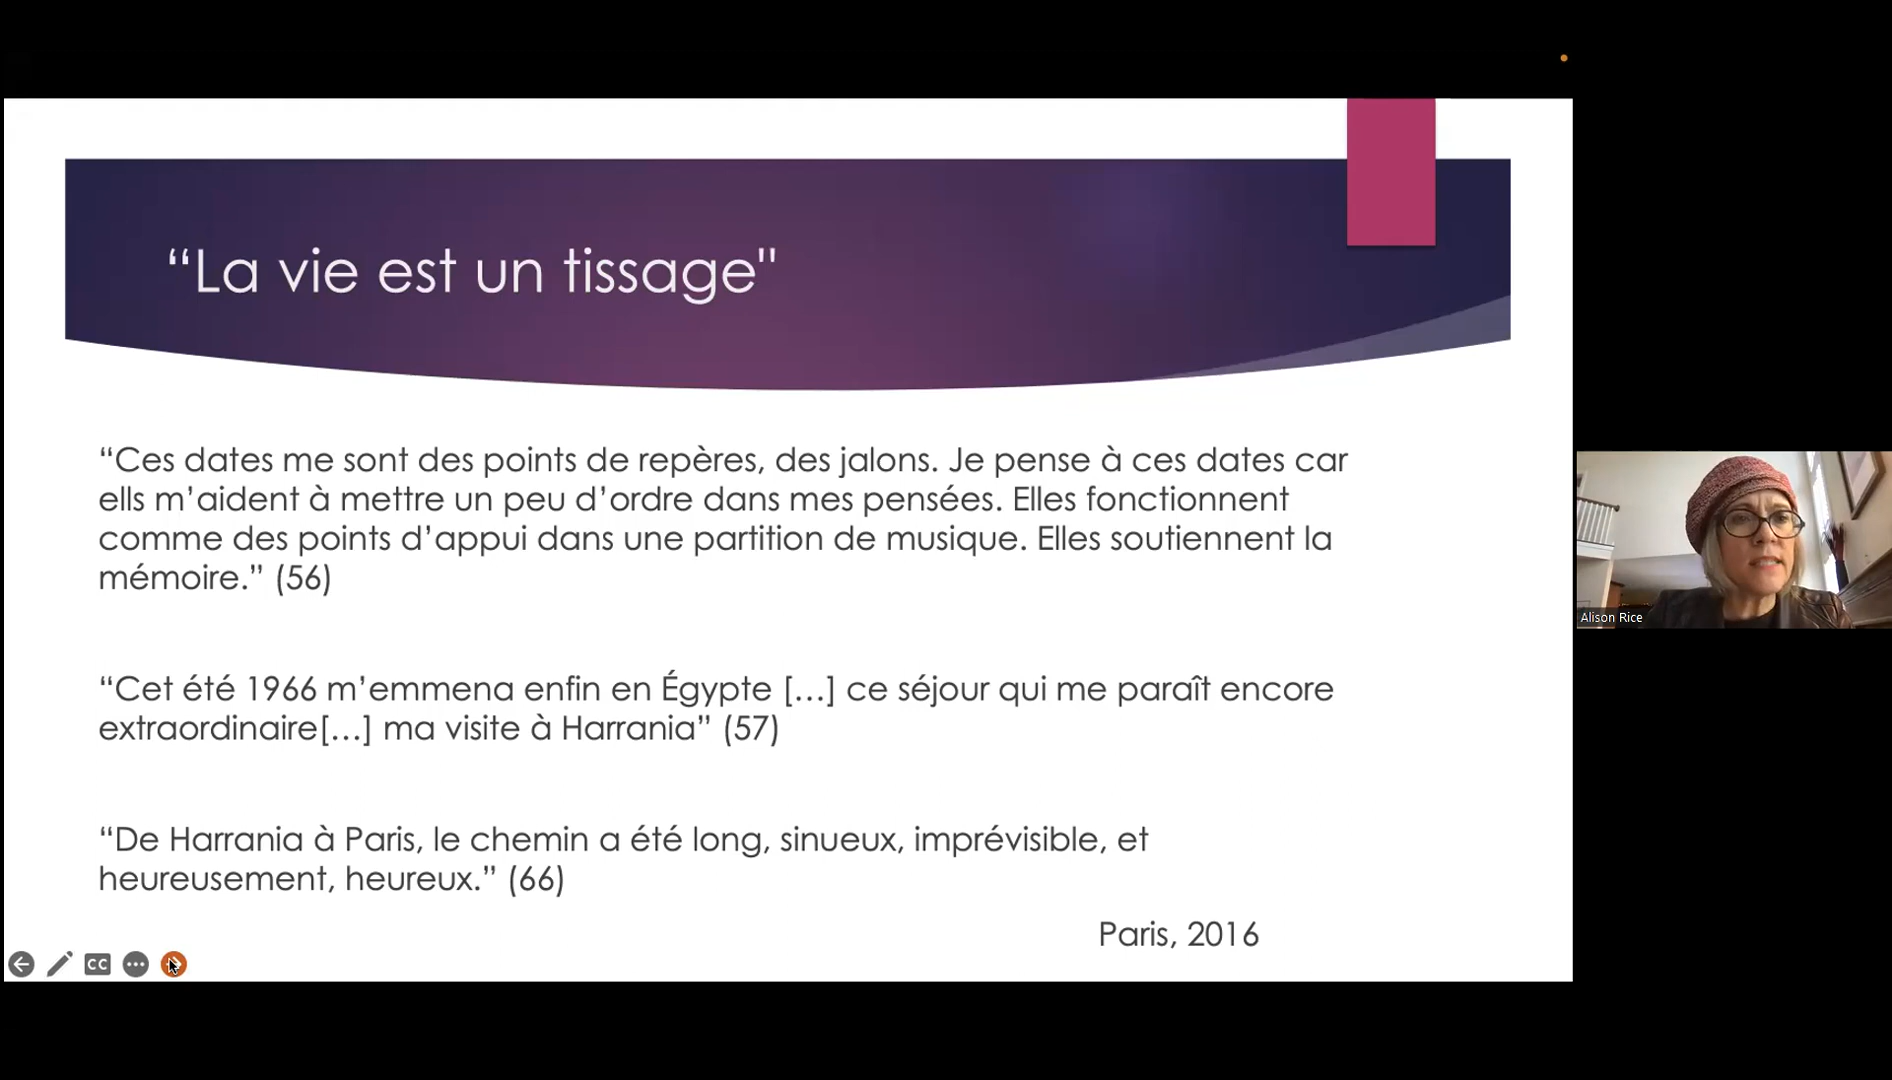 “La vie est un tissage"
“Ces dates me sont des points de repères, des jalons. Je pense à ces dates car
ells m’aident à mettre un peu d’ordre dans mes pensées. Elles fonctionnent
comme des points d’appui dans une partition de musique. Elles soutiennent la
mémoire.” (56)
“Cet été 1966 m’emmena enfin en Égypte […] ce séjour qui me paraît encore
extraordinaire[…] ma visite à Harrania” (57)
“De Harrania à Paris, le chemin a été long, sinueux, imprévisible, et
heureusement, heureux.” (66)
Paris, 2016
CC
Alison Rice